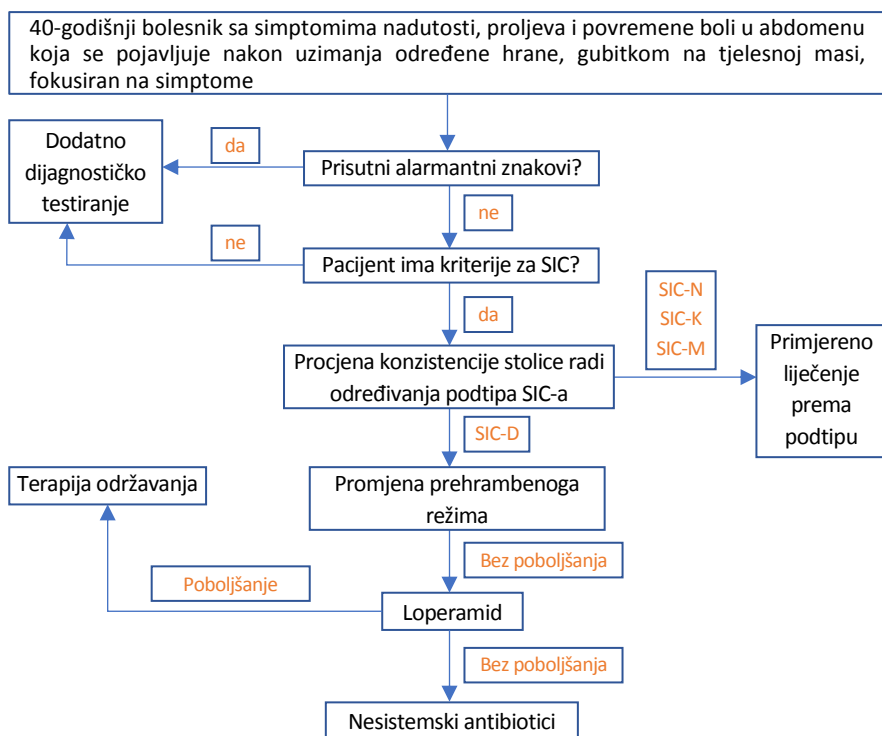 40-godišnji bolesnik sa simptomima nadutosti, proljeva i povremene boli u abdomenu
koja se pojavljuje nakon uzimanja određene hrane, gubitkom na tjelesnoj masi,
fokusiran na simptome
Dodatno
dijagnostičko
testiranje
da
Prisutni alarmantni znakovi?
ne
ne
Pacijent ima kriterije za SIC?
da
SIC-N
SIC-K
SIC-M
Procjena konzistencije stolice radi
određivanja podtipa SIC-a
Primjereno
liječenje
prema
podtipu
SIC-D
Terapija održavanja
Promjena prehrambenoga
režima
Bez poboljšanja
Poboljšanje
Loperamid
Bez poboljšanja
Nesistemski antibiotici